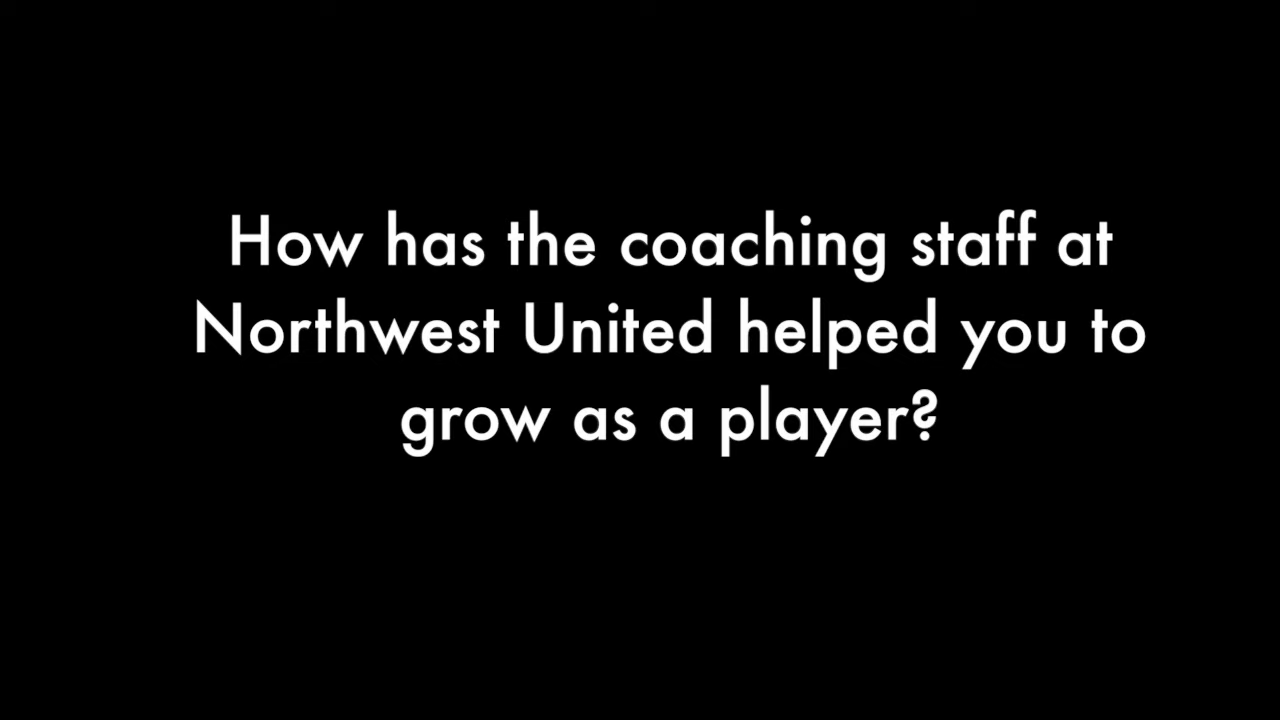 How has the coaching staff at
Northwest United helped you to
grow as a player?